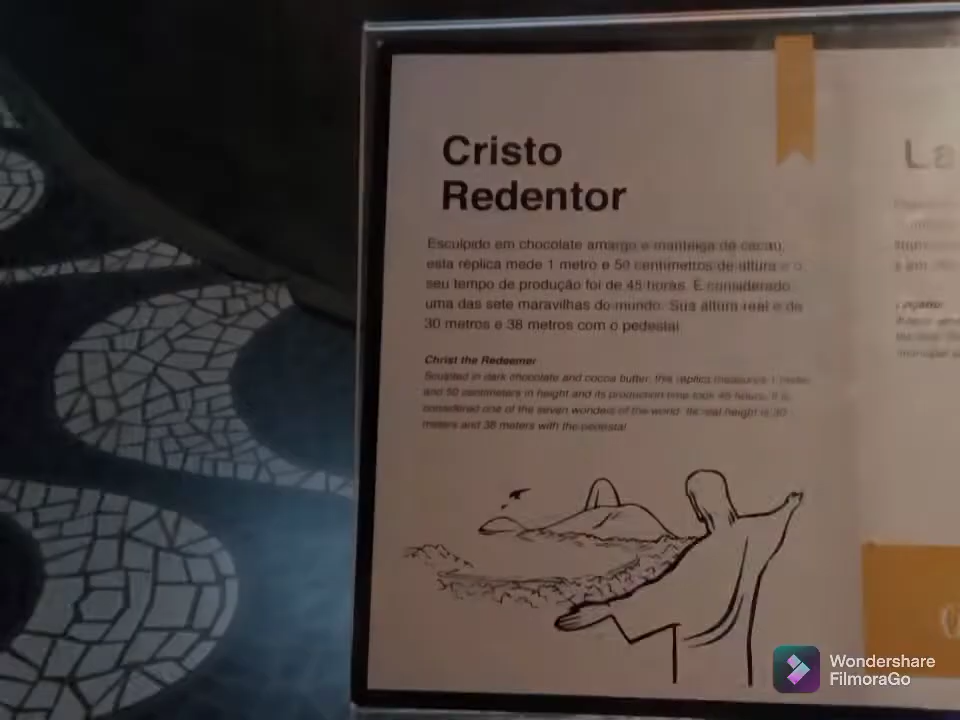 Cristo
Redentor
Esculpido em chocolate amargo e manteiga de cacau,
esta réplica mede 1 metro e 50 centímetros de altura e o
seu tempo de produção foi de 45 horas. É considerado
uma das sete maravilhas do mundo. Sua altura real é de
30 metros e 38 metros com o pedestal
Christ the Redeemer
Sculpted in dark chocolate and cocoa butter, this replica measures 1 meter
and 50 centimeters in height and its production time took 45 hours. It is
considered one of the seven wonders of the world. Its real height is 30
meters and 38 meters with the pedestal
La
Wondershare
FilmoraGo